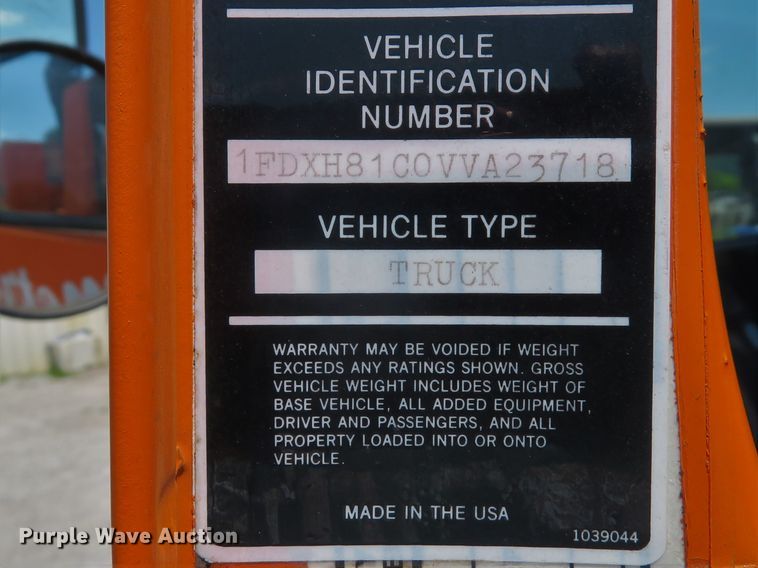 VEHICLE
IDENTIFICATION
NUMBER
1FDXH81C0VVA23718
VEHICLE TYPE
TRUCK
WARRANTY MAY BE VOIDED IF WEIGHT
EXCEEDS ANY RATINGS SHOWN. GROSS
VEHICLE WEIGHT INCLUDES WEIGHT OF
BASE VEHICLE, ALL ADDED EQUIPMENT,
DRIVER AND PASSENGERS, AND ALL
PROPERTY LOADED INTO OR ONTO
VEHICLE.
MADE IN THE USA
1039044
Purple Wave Auction